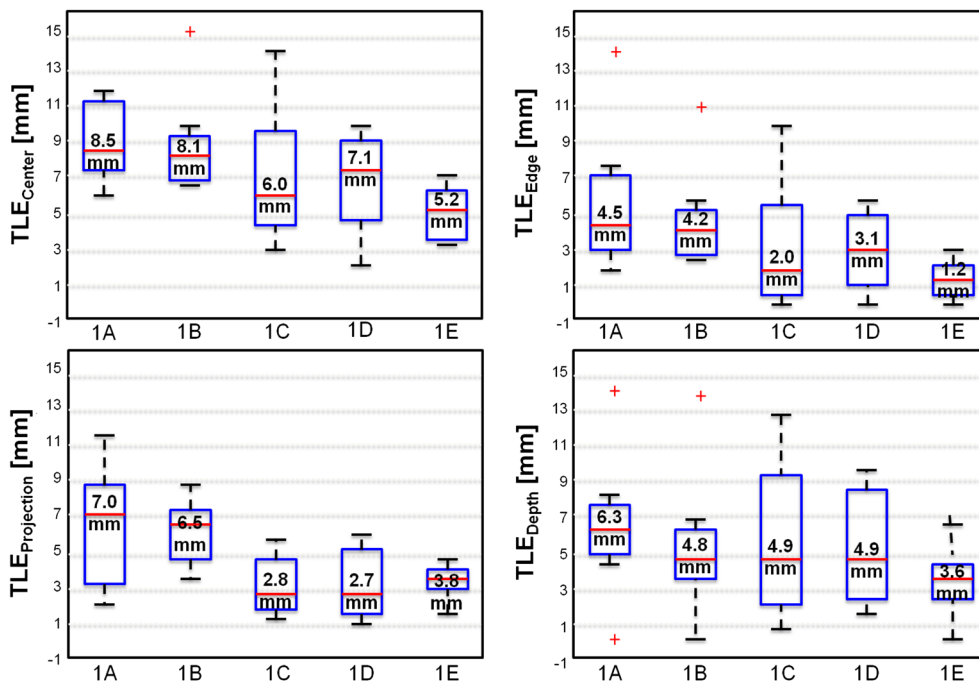 TLECenter [mm]
15
13
11
9
7
5
3
1
-1
8.5
mm
8.1
mm
6.0
mm
7.1
mm
5.2
mm
1A 1B 1C 1D 1E
TLEEdge [mm]
15
13
11
9
7
5
3
1
-1
4.5
mm
4.2
mm
2.0
mm
3.1
mm
1.2
mm
1A 1B 1C 1D 1E
TLEProjection [mm]
15
13
11
9
7
5
3
1
-1
7.0
mm
6.5
mm
2.8
mm
2.7
mm
3.8
mm
1A 1B 1C 1D 1E
TLEDepth [mm]
15
13
11
9
7
5
3
1
-1
6.3
mm
4.8
mm
4.9
mm
4.9
mm
3.6
mm
1A 1B 1C 1D 1E